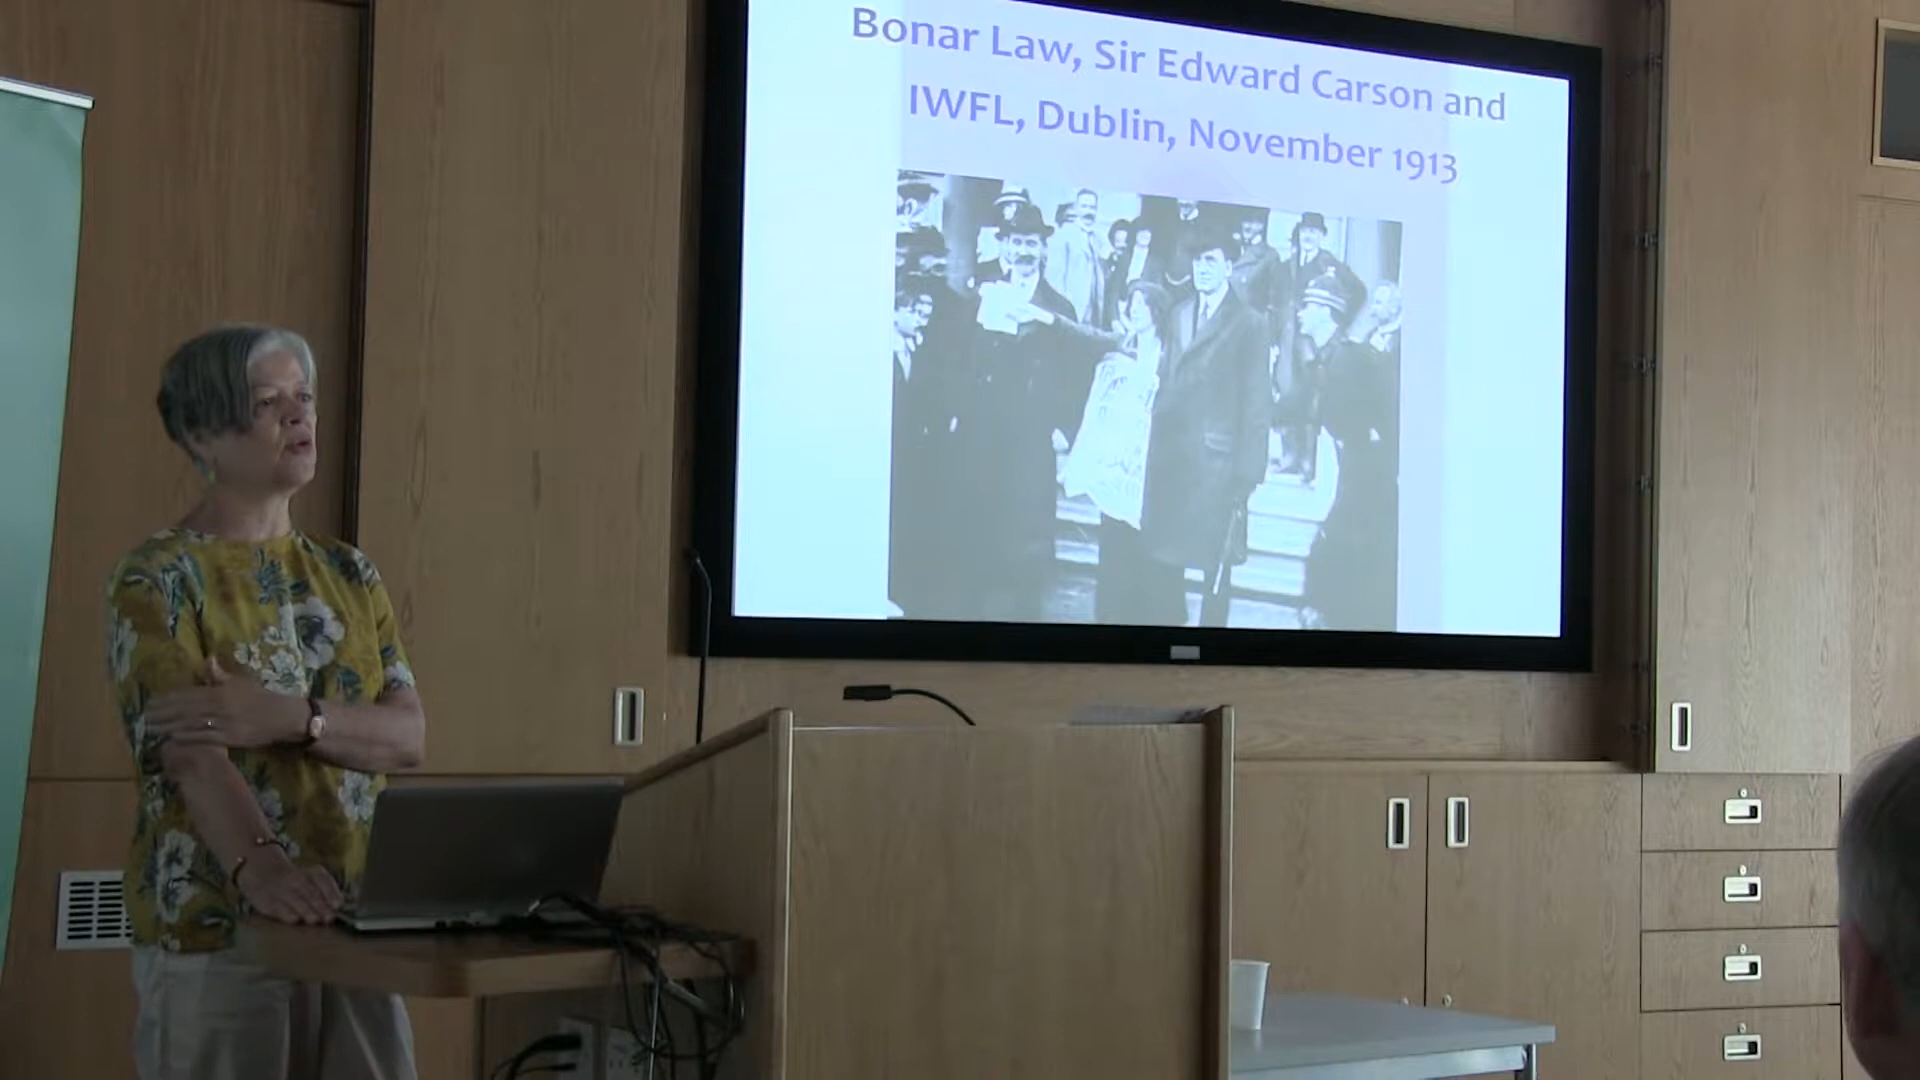 Bonar Law, Sir Edward Carson and
IWFL, Dublin, November 1913